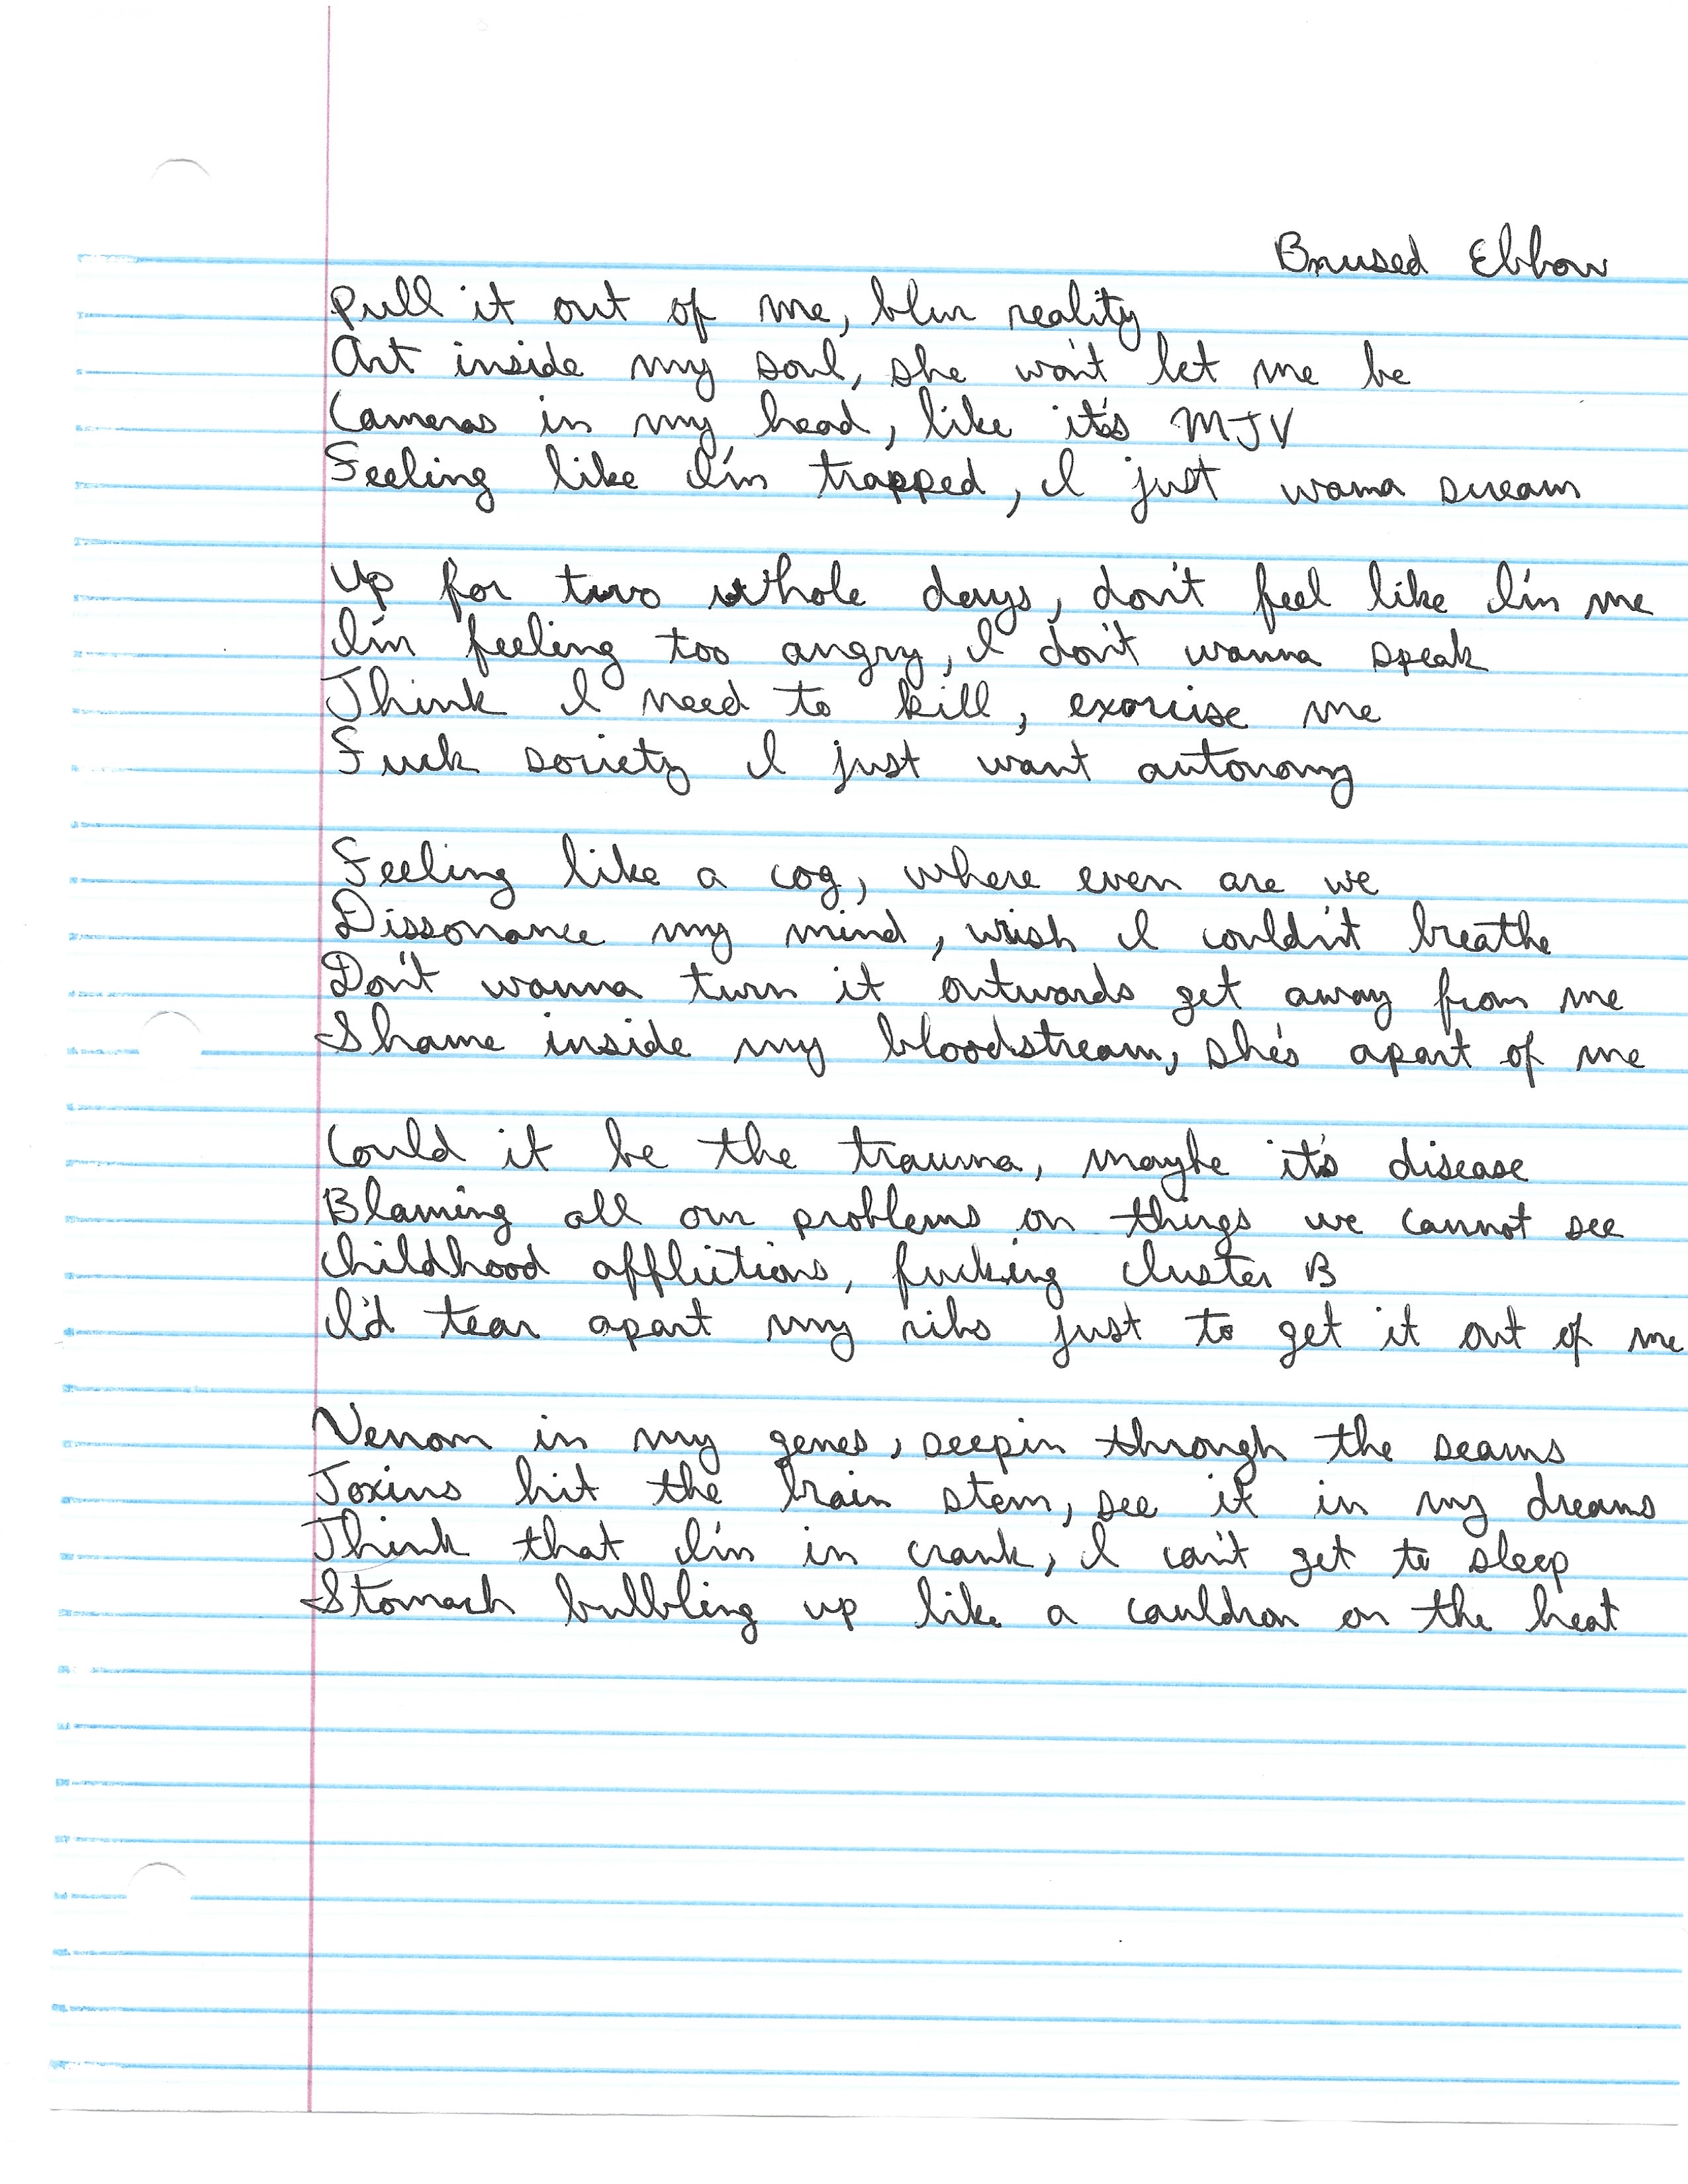 Bruised Elbow
Pull it out of me, blur reality
Art inside my soul, she won't let me be
Cameras in my head, like it's MTV
Feeling like I'm trapped, I just wanna scream
Up for two whole days, don't feel like I'm me
I'm feeling too angry, I don't wanna speak
Think I need to kill, exorcise me
Fuck society I just want autonomy
Feeling like a cog, where even are we
Dissonance my mind, wish I couldn't breathe
Don't wanna turn it outwards get away from me
Shame inside my bloodstream, she's apart of me
Could it be the trauma, maybe it's disease
Blaming all our problems on things we cannot see
Childhood afflictions, fucking cluster B
I'd tear apart my ribs just to get it out of me
Venom in my genes, seepin through the seams
Toxins hit the brain stem, see it in my dreams
Think that I'm in crank, I can't get to sleep
Stomach bubbling up like a cauldron on the heat